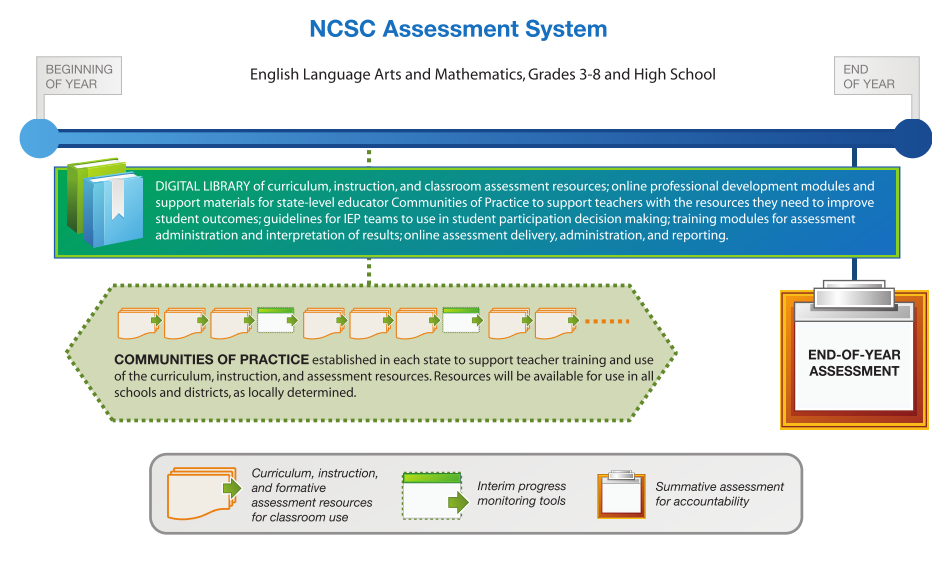 NCSC Assessment System
BEGINNING
OF YEAR
English Language Arts and Mathematics, Grades 3-8 and High School
END
OF YEAR
DIGITAL LIBRARY of curriculum, instruction, and classroom assessment resources; online professional development modules and
support materials for state-level educator Communities of Practice to support teachers with the resources they need to improve
student outcomes; guidelines for IEP teams to use in student participation decision making; training modules for assessment
administration and interpretation of results; online assessment delivery, administration, and reporting.
COMMUNITIES OF PRACTICE established in each state to support teacher training and use
of the curriculum, instruction, and assessment resources. Resources will be available for use in all
schools and districts, as locally determined.
END-OF-YEAR
ASSESSMENT
Curriculum, instruction,
and formative
assessment resources
for classroom use
Interim progress
monitoring tools
Summative assessment
for accountability